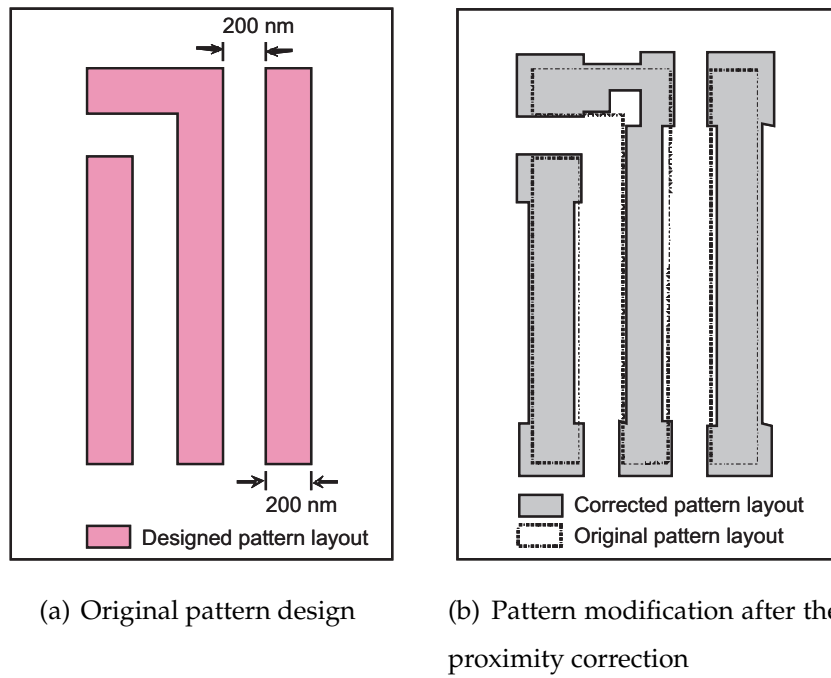 200 nm
200 nm
Designed pattern layout
Corrected pattern layout
Original pattern layout
(a) Original pattern design
(b) Pattern modification after the
proximity correction